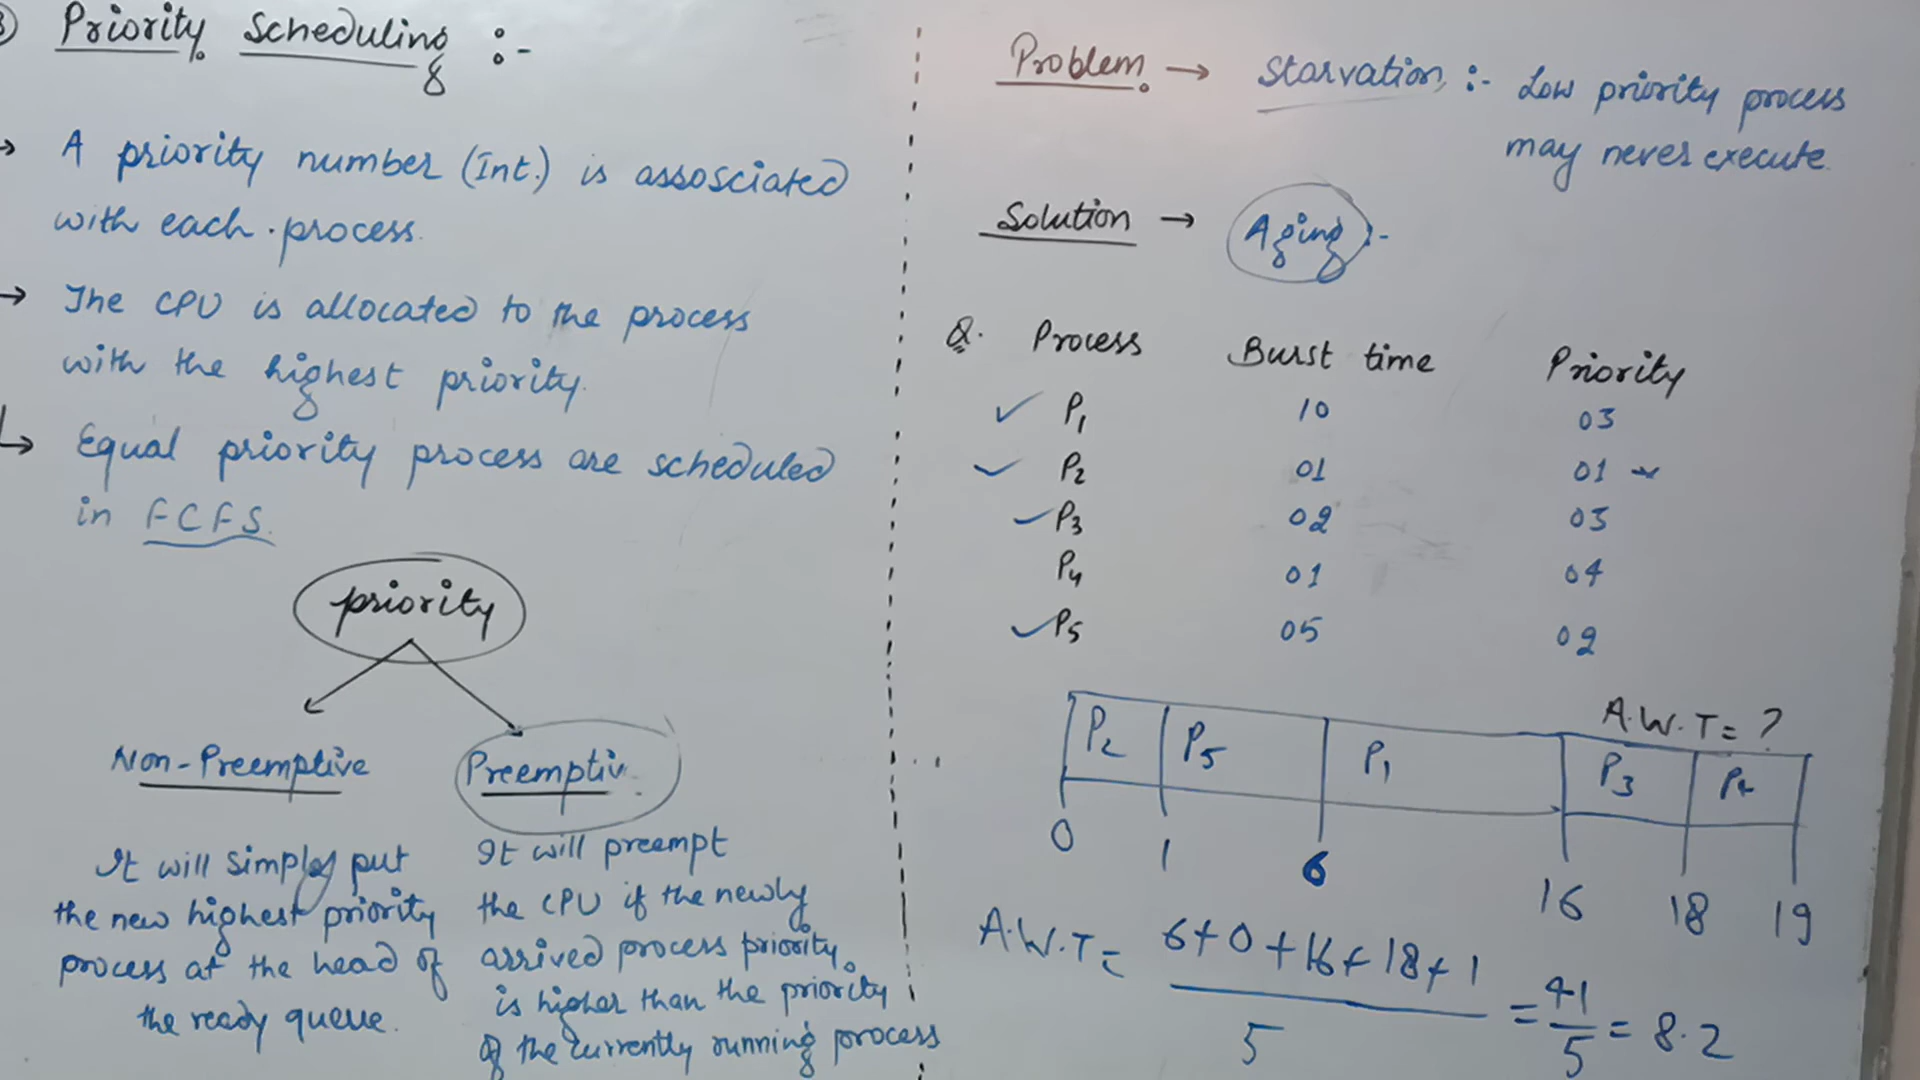 Priority Scheduling :-
→ A priority number (Int.) is assosciated
with each process.
→ The CPU is allocated to the process
with the highest priority.
→ Equal priority process are scheduled
in FCFS.
priority
Non-Preemptive
It will simply put
the new highest priority
process at the head of
the ready queue.
Preemptiv
It will preempt
the CPU if the newly
arrived process priority
is higher than the priority
of the currently running process
Problem → Starvation :- Low priority process
may never execute.
Solution → Aging :-
Q. Process Burst time Priority
P1 10 03
P2 01 01
P3 02 03
P4 01 04
P5 05 02
A.W.T = ?
P2 P5 P1 P3 P4
0 1 6 16 18 19
A.W.T = 6+0+16+18+1
5
= 41
5
= 8.2